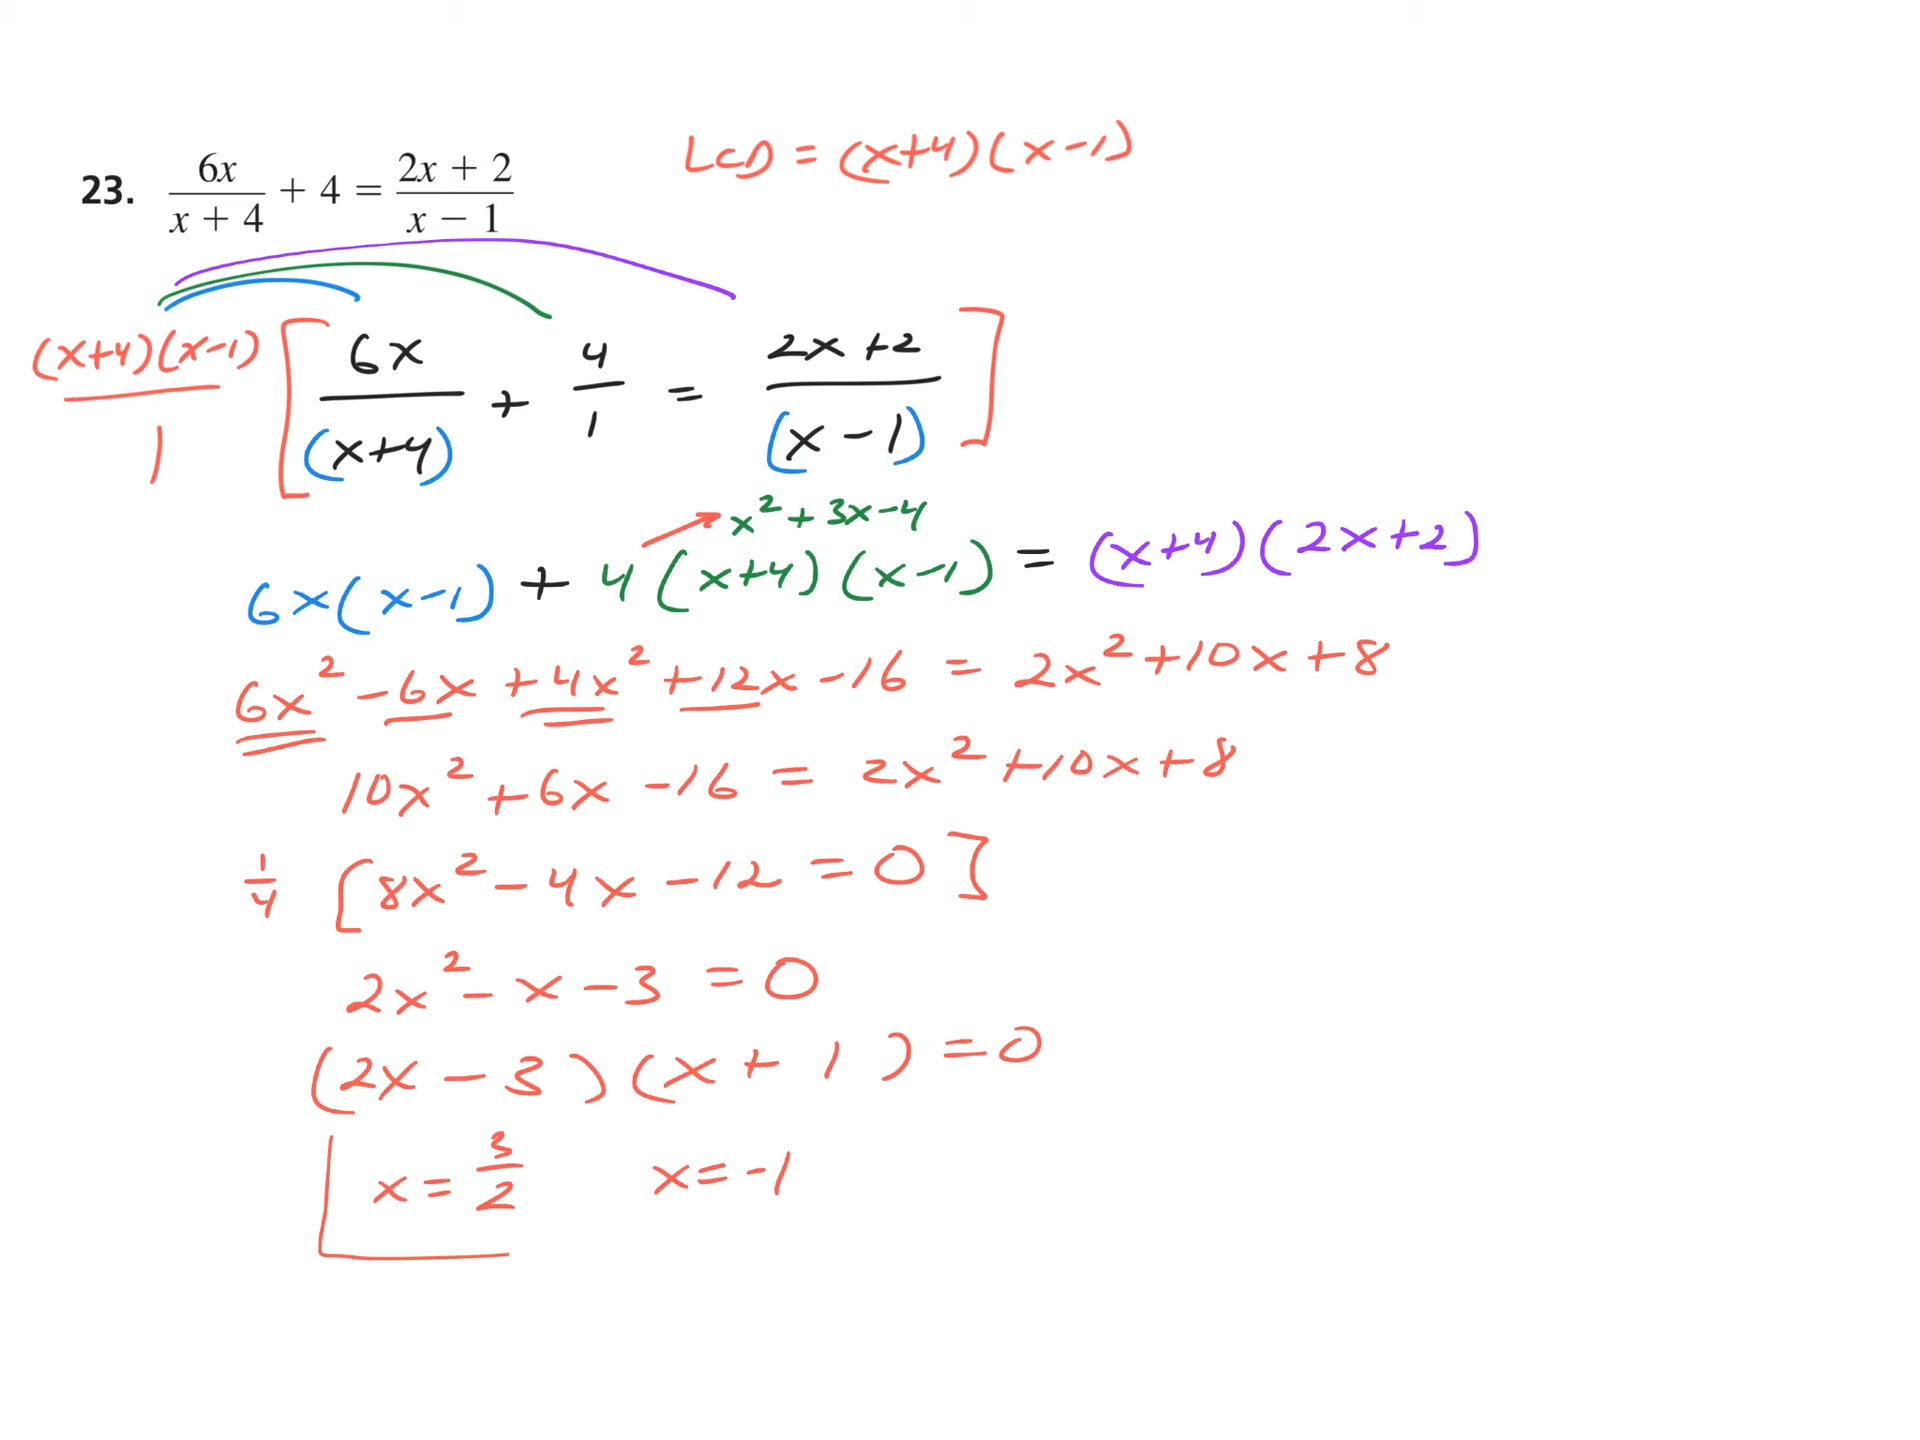 23. 6x/(x + 4) + 4 = (2x + 2)/(x − 1)
LCD = (x+4)(x-1)
(x+4)(x-1)/1 [ 6x/(x+4) + 4/1 = (2x+2)/(x-1) ]
x² + 3x - 4
6x(x-1) + 4(x+4)(x-1) = (x+4)(2x+2)
6x² - 6x + 4x² + 12x - 16 = 2x² + 10x + 8
10x² + 6x - 16 = 2x² + 10x + 8
1/4 [ 8x² - 4x - 12 = 0 ]
2x² - x - 3 = 0
(2x - 3)(x + 1) = 0
x = 3/2 x = -1